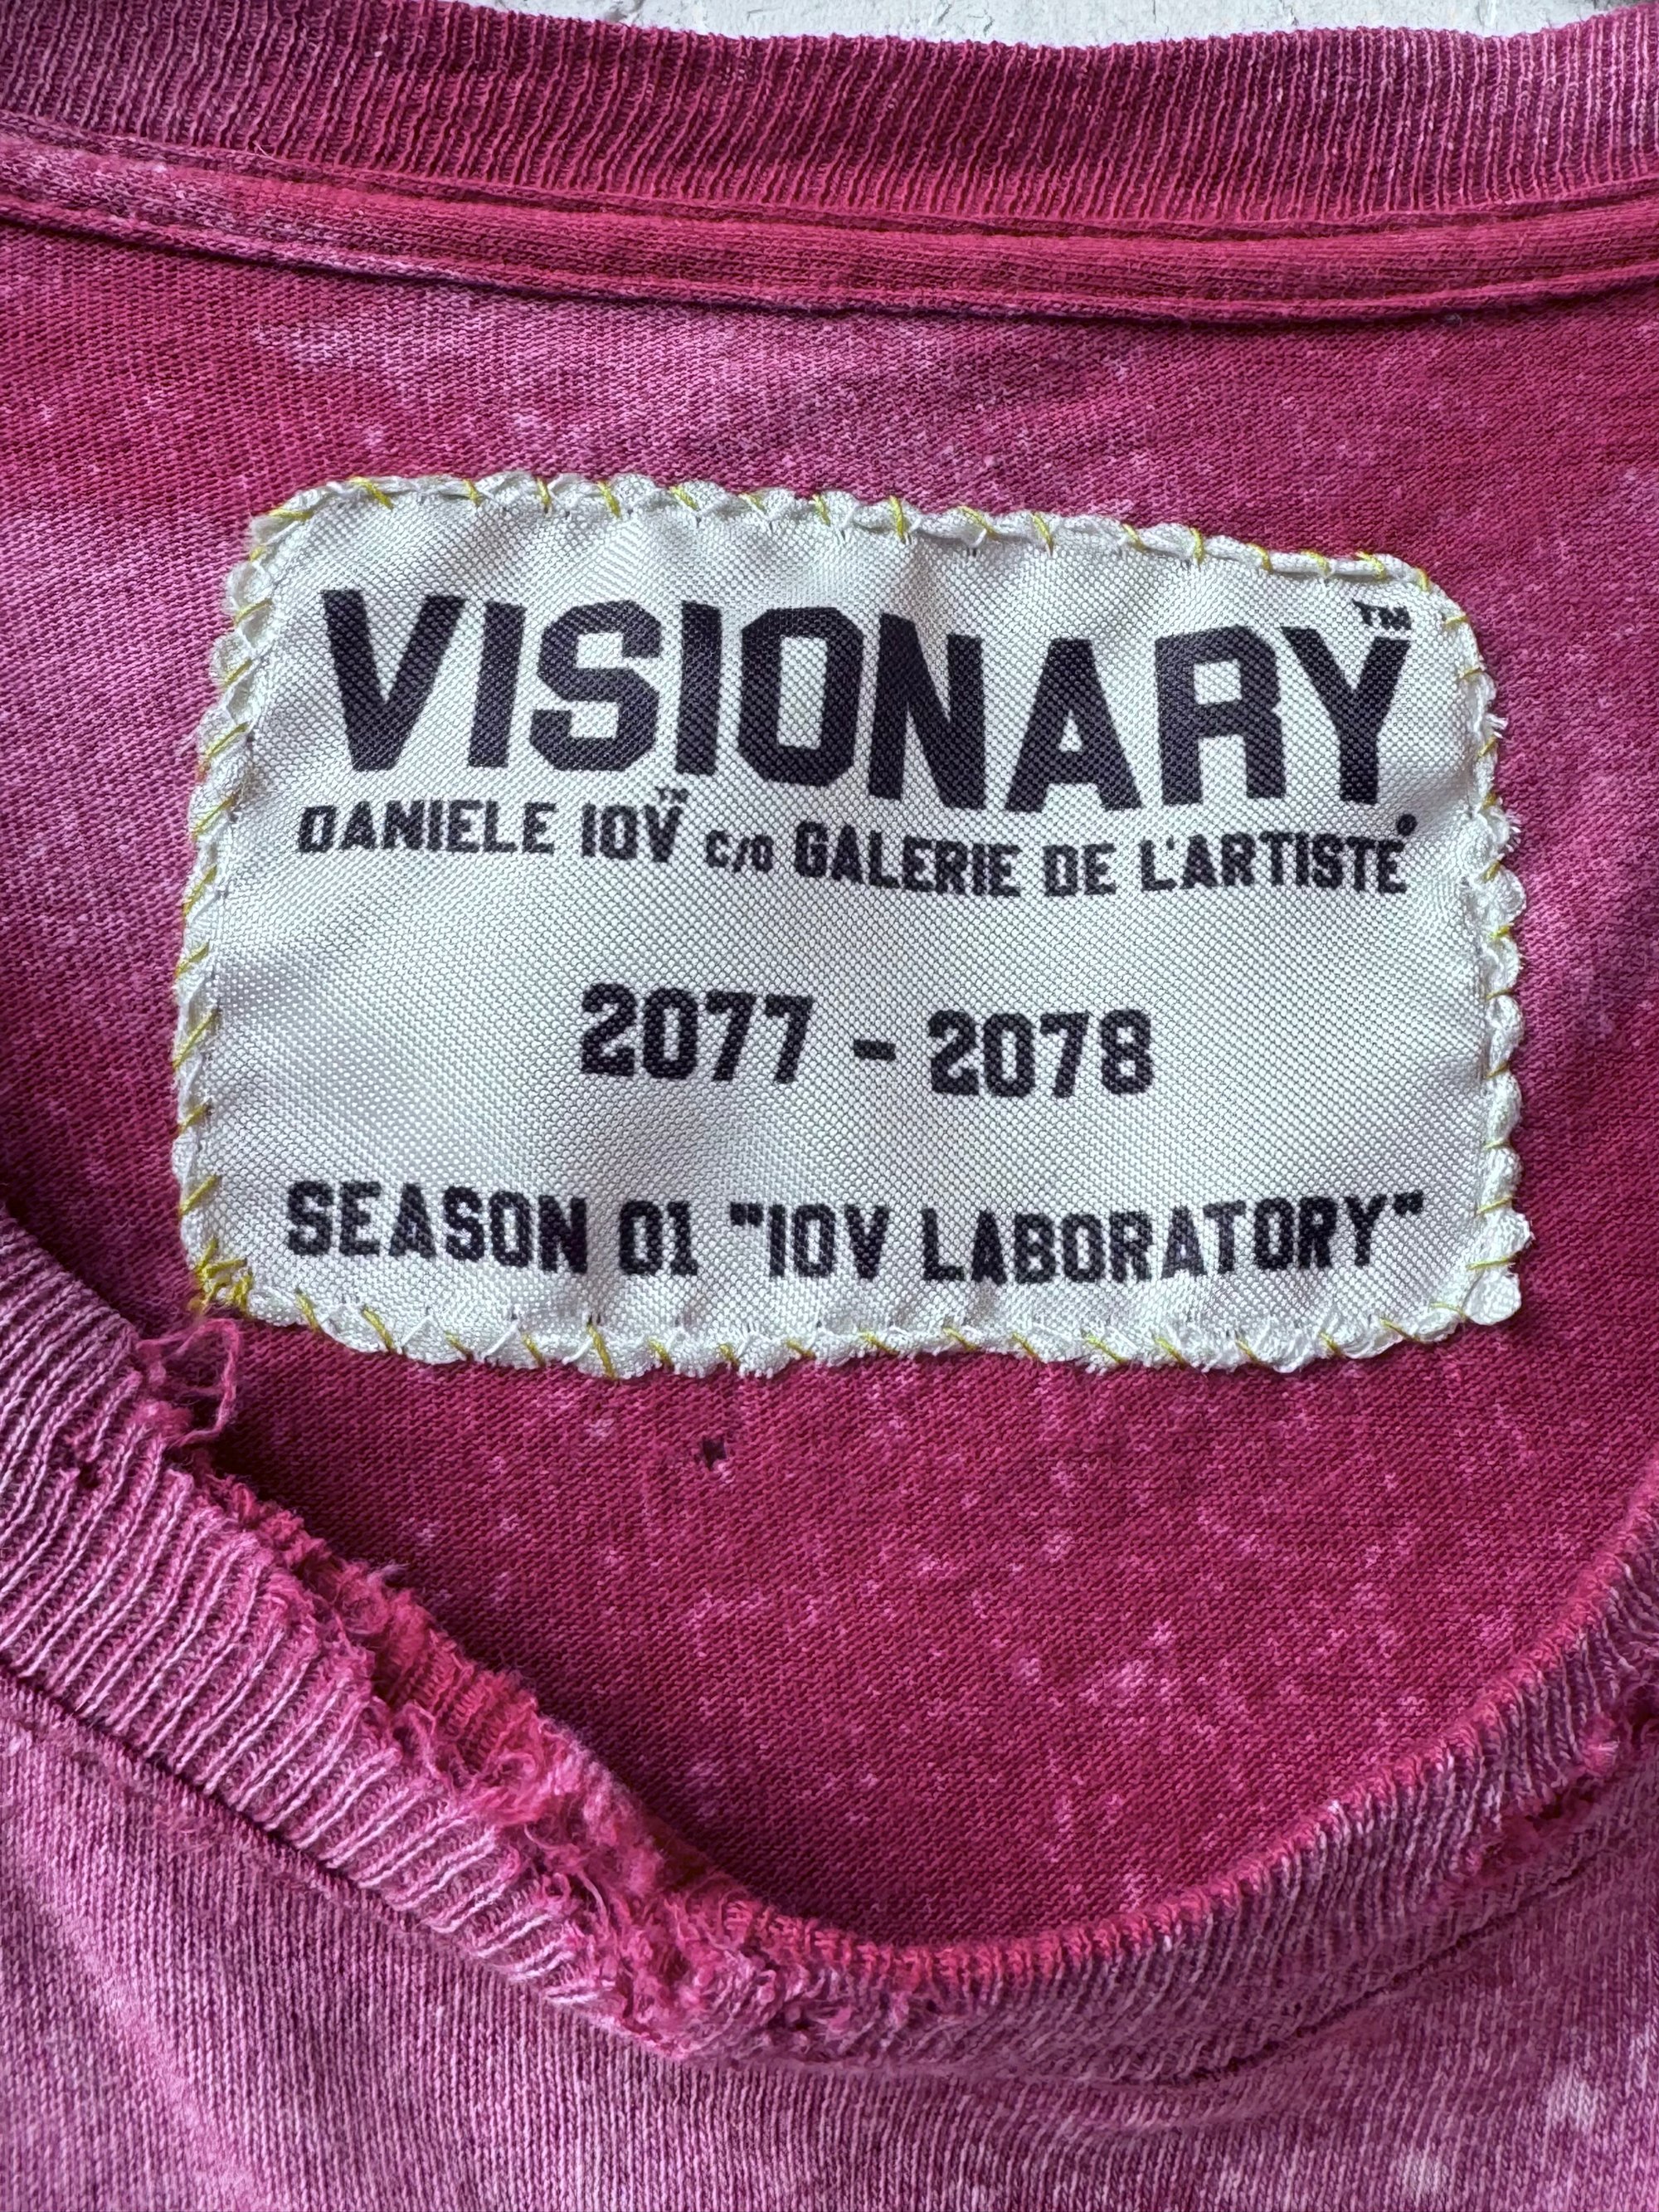 VISIONARY™
DANIELE IOV™ C/O GALERIE DE L'ARTISTE®
2077 - 2078
SEASON 01 "IOV LABORATORY"